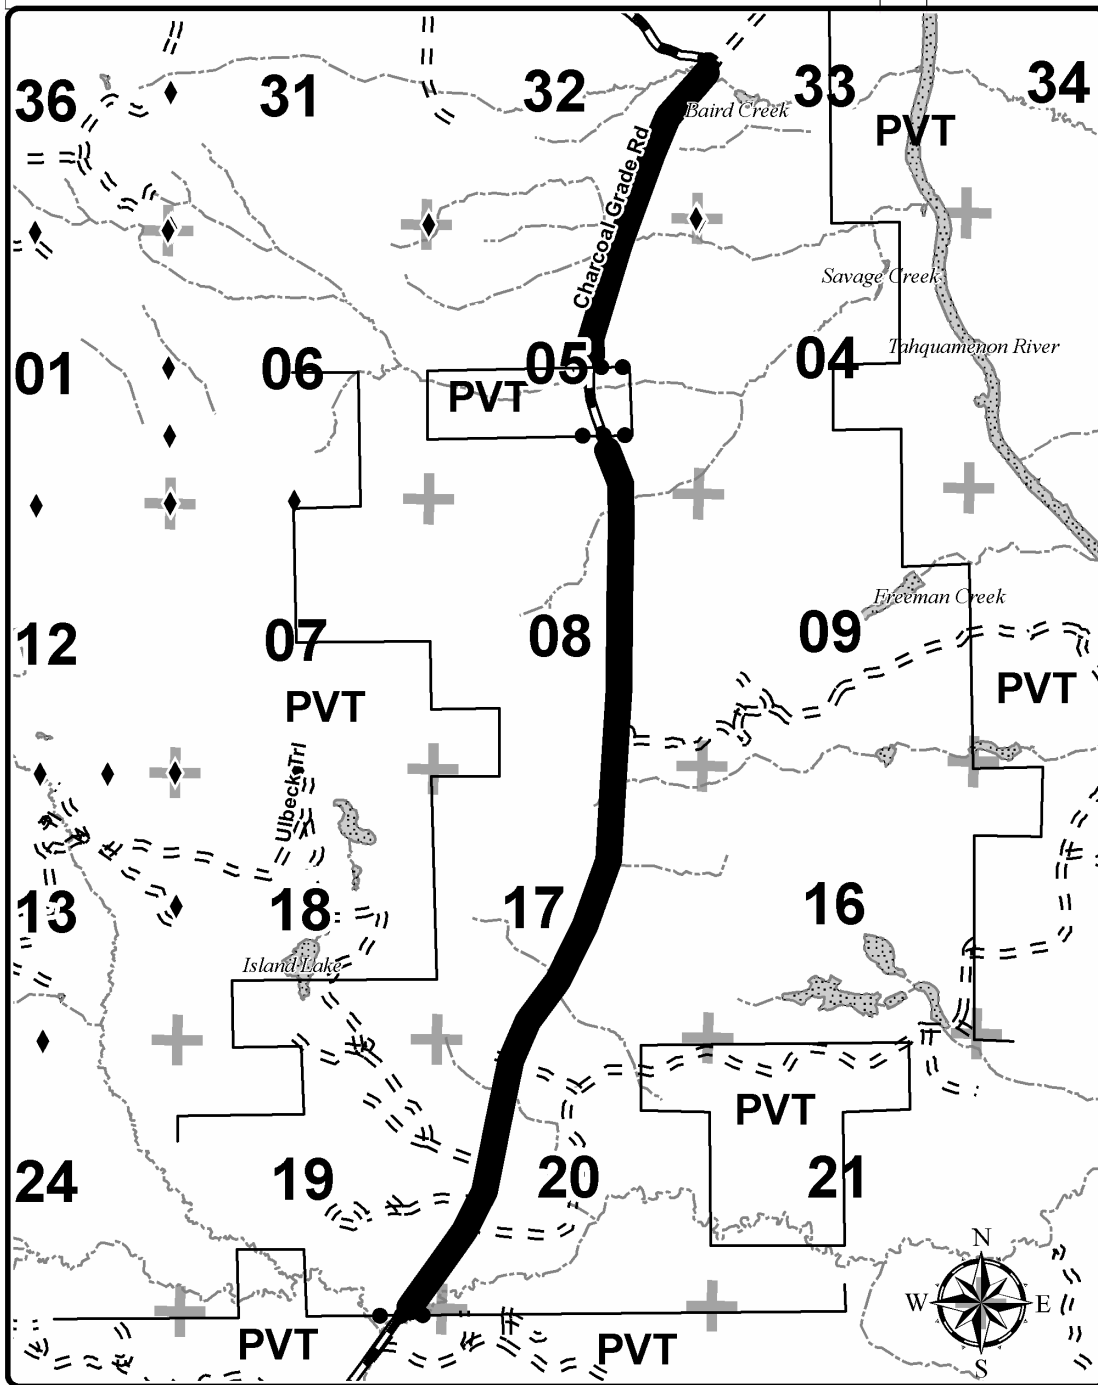 36 31 32 33 34
Baird Creek
PVT
Charcoal Grade Rd
Savage Creek
Tahquamenon River
01 06 05 04
PVT
Freeman Creek
12 07 08 09
PVT
PVT
Ulbeck Trl
13 18 17 16
Island Lake
PVT
24 19 20 21
N
W E
S
PVT PVT